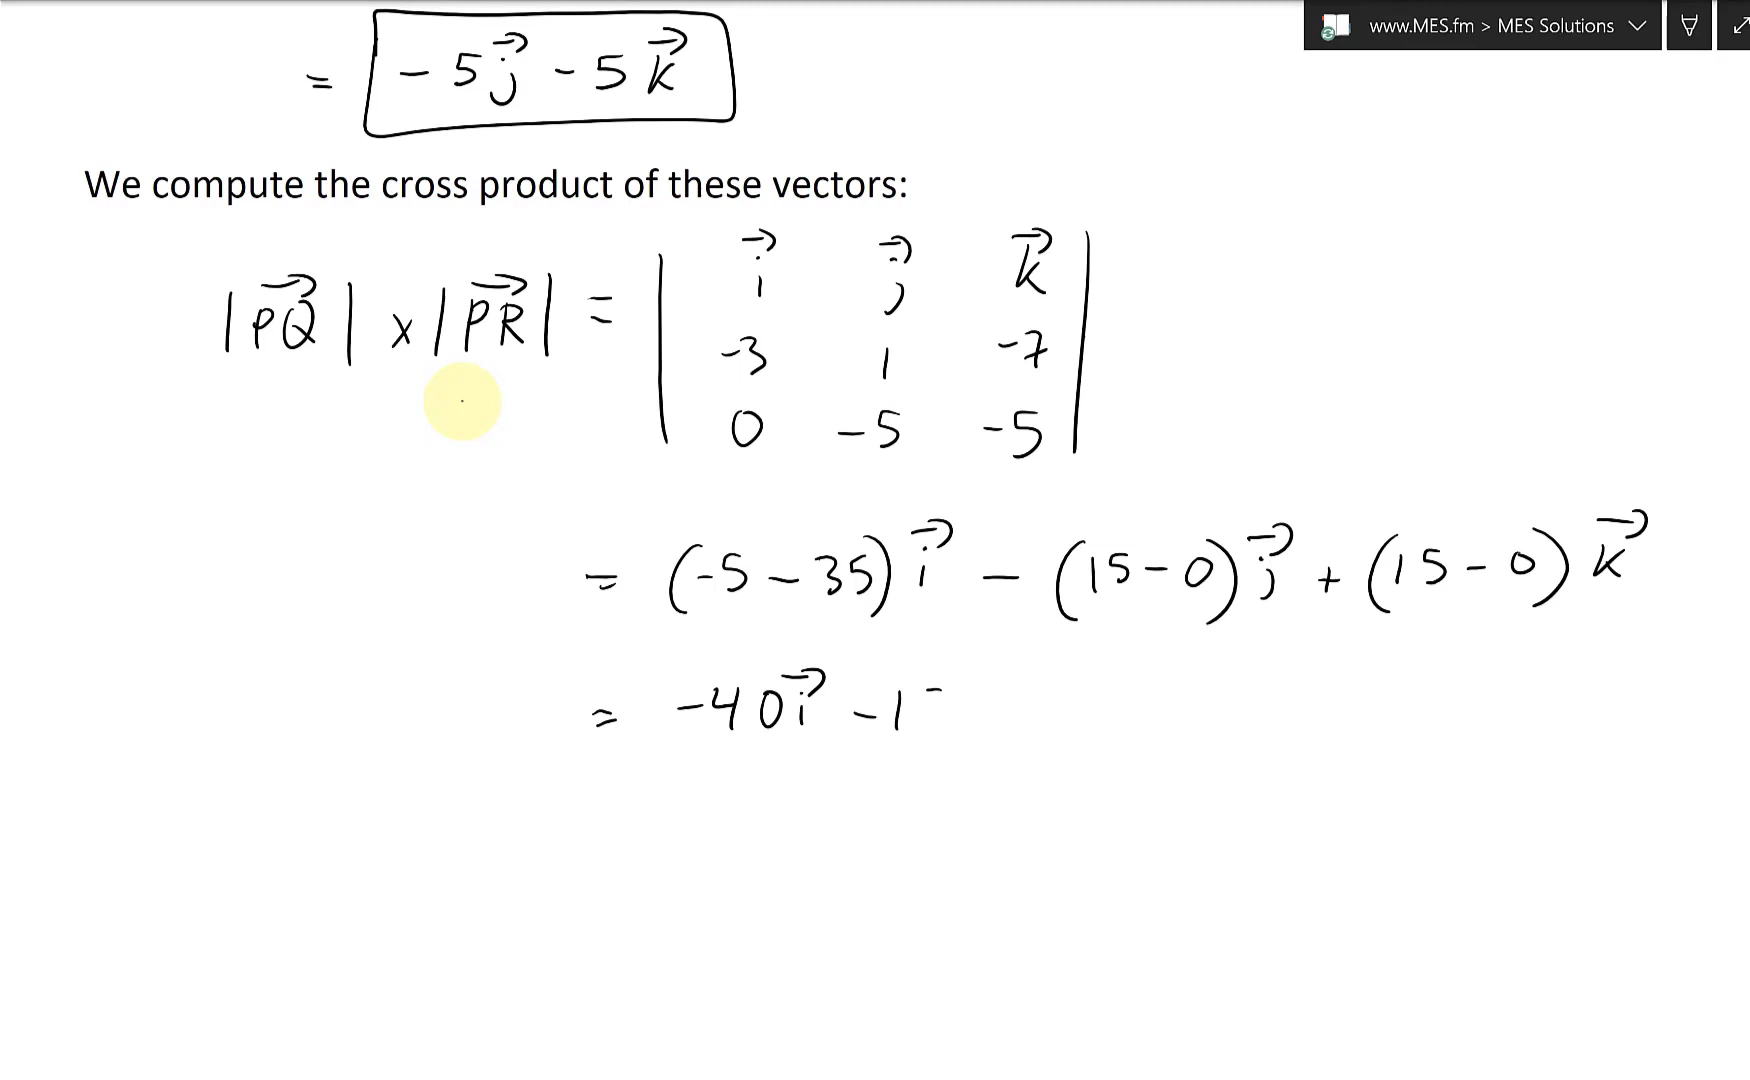 www.MES.fm > MES Solutions
= -5j⃗ - 5k⃗
We compute the cross product of these vectors:
|PQ⃗| x |PR⃗| = | i⃗ j⃗ k⃗ |
-3 1 -7
0 -5 -5
= (-5 - 35)i⃗ - (15 - 0)j⃗ + (15 - 0)k⃗
= -40i⃗ - 1